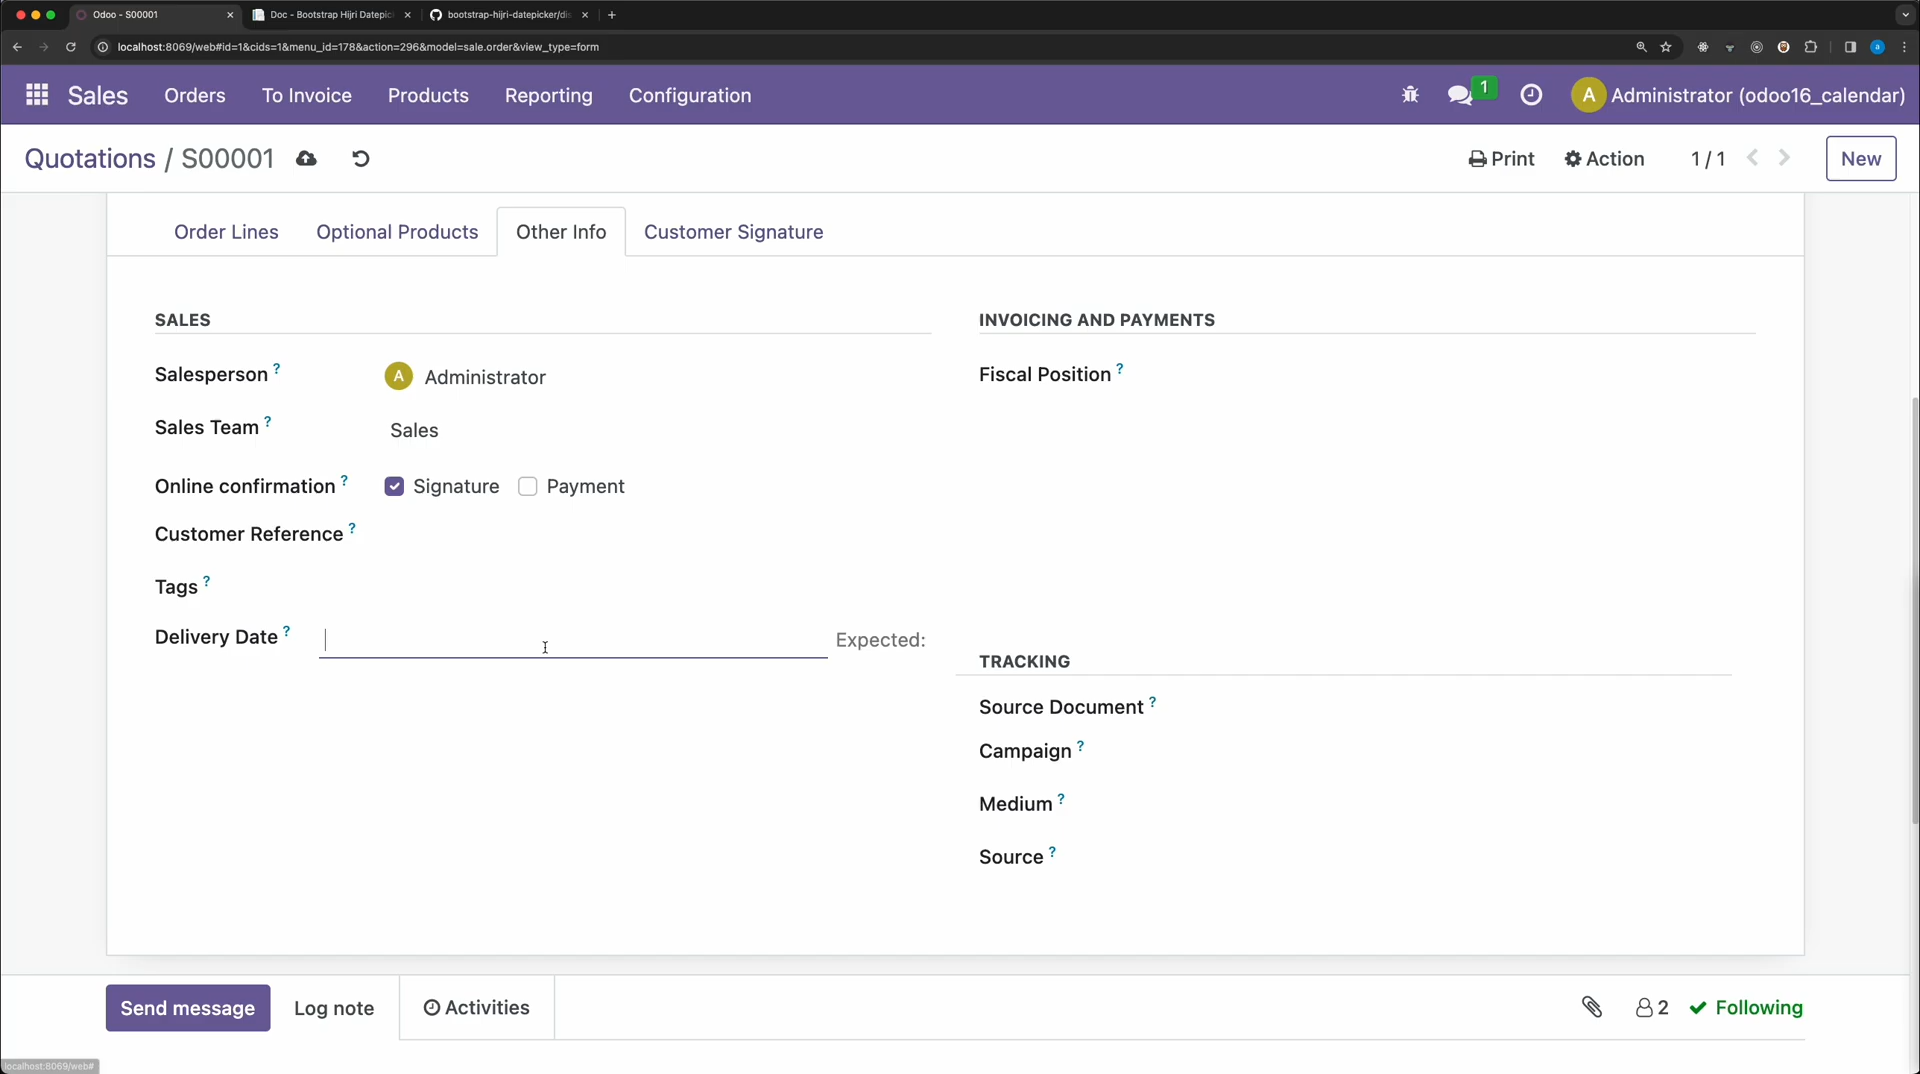 Odoo - S00001
Doc - Bootstrap Hijri Datepic
bootstrap-hijri-datepicker/dis
localhost:8069/web#id=1&cids=1&menu_id=178&action=296&model=sale.order&view_type=form
a
Sales
Orders
To Invoice
Products
Reporting
Configuration
1
A
Administrator (odoo16_calendar)
Quotations / S00001
Print
Action
1 / 1
New
Order Lines
Optional Products
Other Info
Customer Signature
SALES
Salesperson ?
A
Administrator
Sales Team ?
Sales
Online confirmation ?
Signature
Payment
Customer Reference ?
Tags ?
Delivery Date ?
Expected:
INVOICING AND PAYMENTS
Fiscal Position ?
TRACKING
Source Document ?
Campaign ?
Medium ?
Source ?
Send message
Log note
Activities
2
Following
localhost:8069/web#